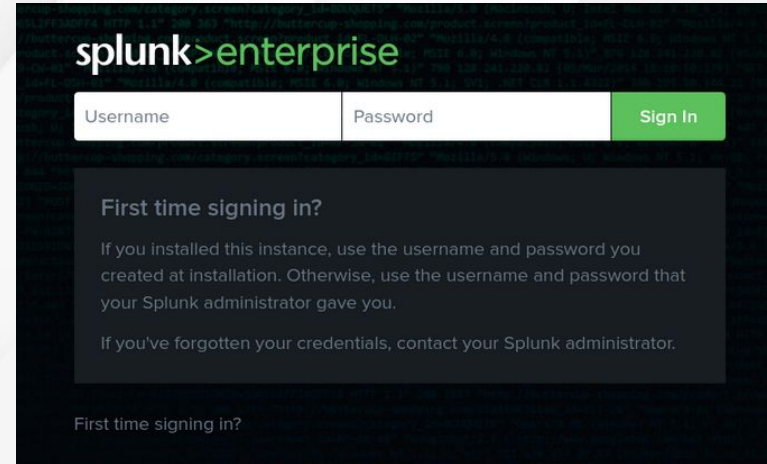 splunk>enterprise
Username Password Sign In
First time signing in?
If you installed this instance, use the username and password you
created at installation. Otherwise, use the username and password that
your Splunk administrator gave you.
If you've forgotten your credentials, contact your Splunk administrator.
First time signing in?